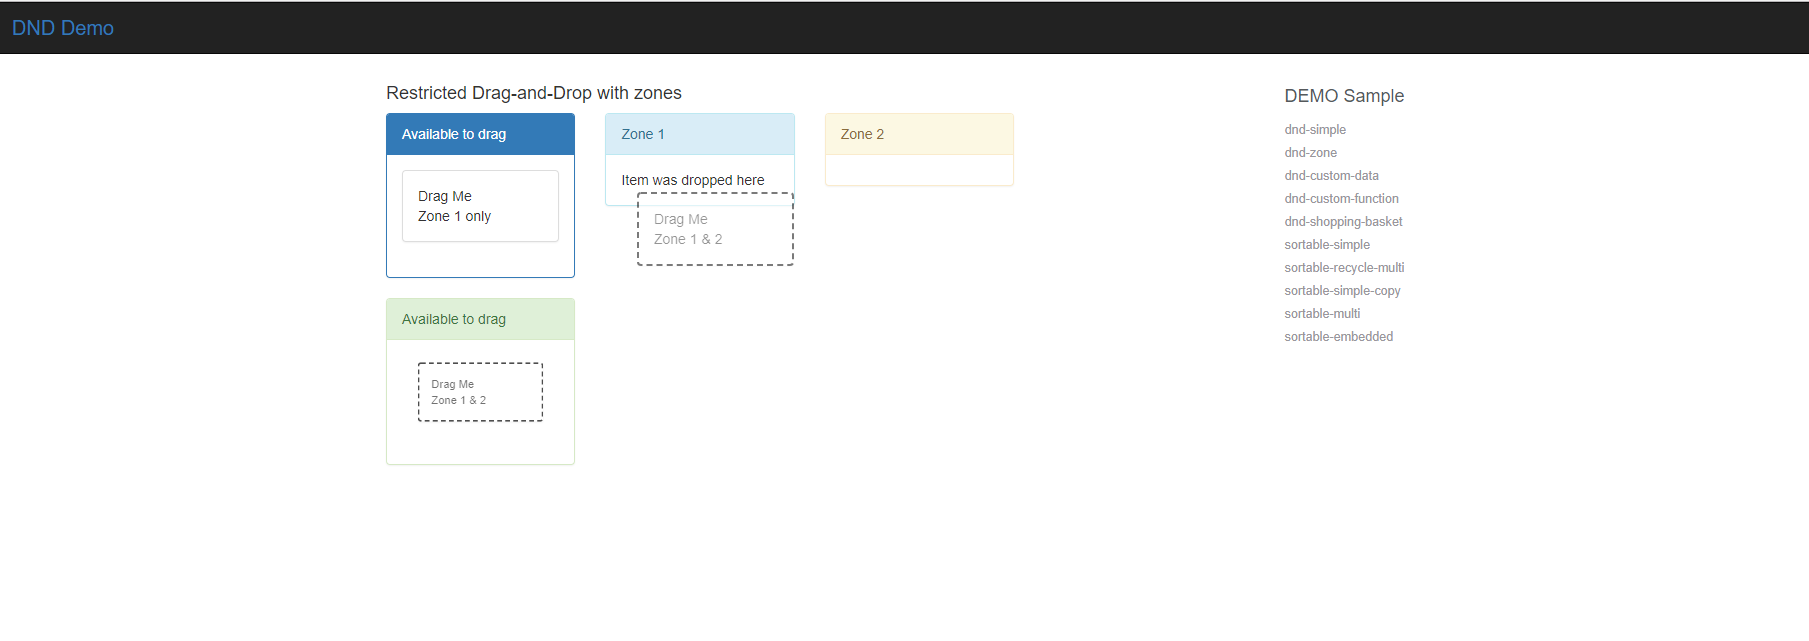 DND Demo
Restricted Drag-and-Drop with zones
Available to drag
Drag Me
Zone 1 only
Zone 1
Item was dropped here
Drag Me
Zone 1 & 2
Zone 2
Available to drag
Drag Me
Zone 1 & 2
DEMO Sample
dnd-simple
dnd-zone
dnd-custom-data
dnd-custom-function
dnd-shopping-basket
sortable-simple
sortable-recycle-multi
sortable-simple-copy
sortable-multi
sortable-embedded